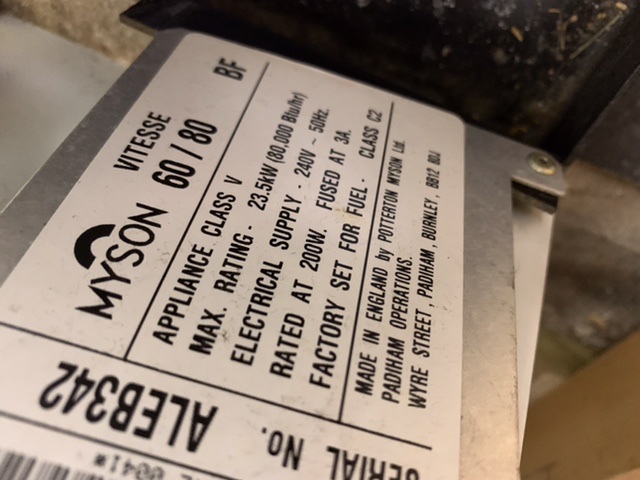 MYSON VITESSE 60 / 80 BF
APPLIANCE CLASS V
MAX. RATING - 23.5kW (80,000 Btu/hr)
ELECTRICAL SUPPLY - 240V ~ 50Hz.
RATED AT 200W. FUSED AT 3A.
FACTORY SET FOR FUEL - CLASS C2
MADE IN ENGLAND by POTTERTON MYSON Ltd.
PADIHAM OPERATIONS.
WYRE STREET, PADIHAM, BURNLEY, BB12 8DJ
SERIAL No.
ALEB342
0041